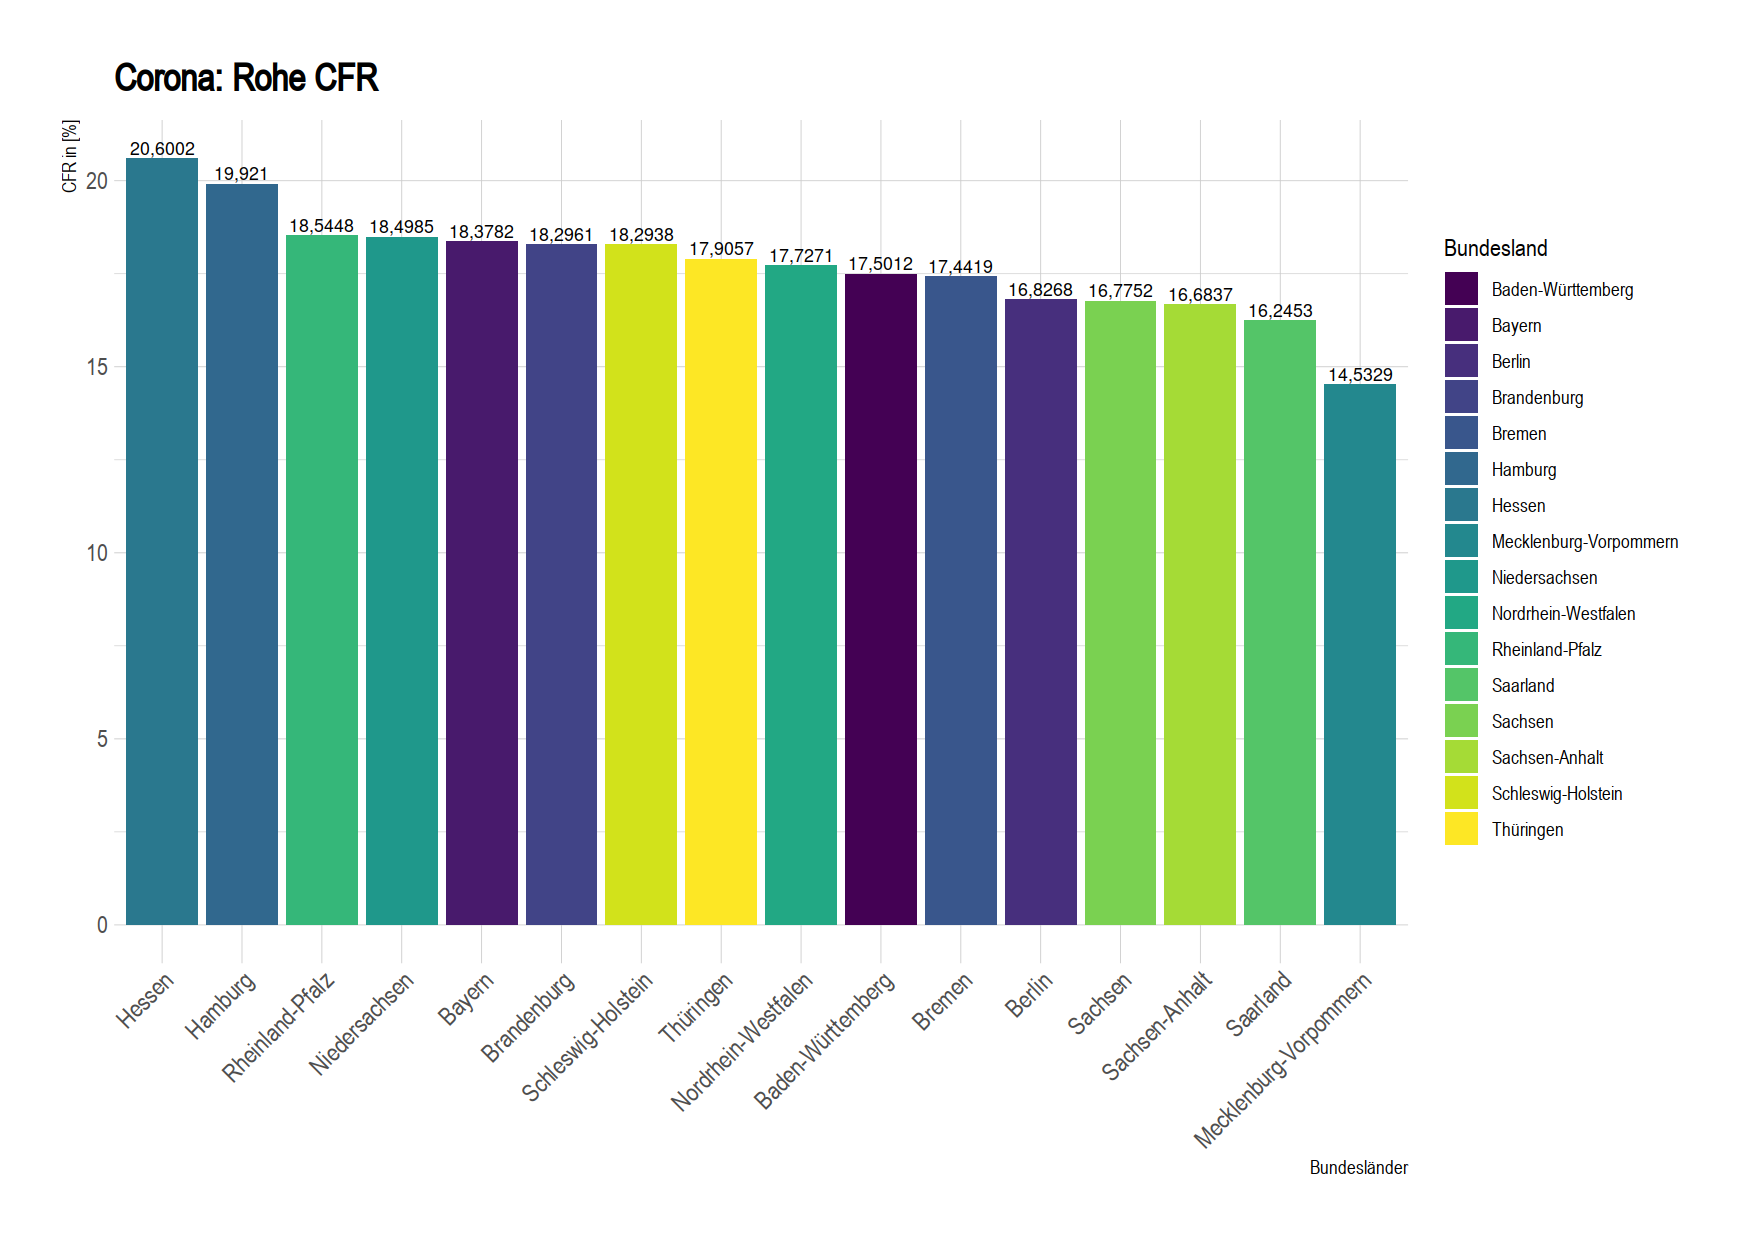 Corona: Rohe CFR
CFR in [%]
20
15
10
5
0
20,6002
19,921
18,5448
18,4985
18,3782
18,2961
18,2938
17,9057
17,7271
17,5012
17,4419
16,8268
16,7752
16,6837
16,2453
14,5329
Hessen
Hamburg
Rheinland-Pfalz
Niedersachsen
Bayern
Brandenburg
Schleswig-Holstein
Thüringen
Nordrhein-Westfalen
Baden-Württemberg
Bremen
Berlin
Sachsen
Sachsen-Anhalt
Saarland
Mecklenburg-Vorpommern
Bundesländer
Bundesland
Baden-Württemberg
Bayern
Berlin
Brandenburg
Bremen
Hamburg
Hessen
Mecklenburg-Vorpommern
Niedersachsen
Nordrhein-Westfalen
Rheinland-Pfalz
Saarland
Sachsen
Sachsen-Anhalt
Schleswig-Holstein
Thüringen